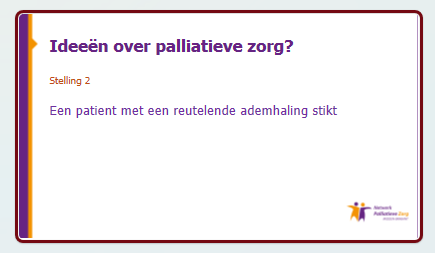 Ideeën over palliatieve zorg?
Stelling 2
Een patient met een reutelende ademhaling stikt
Netwerk
Palliatieve Zorg